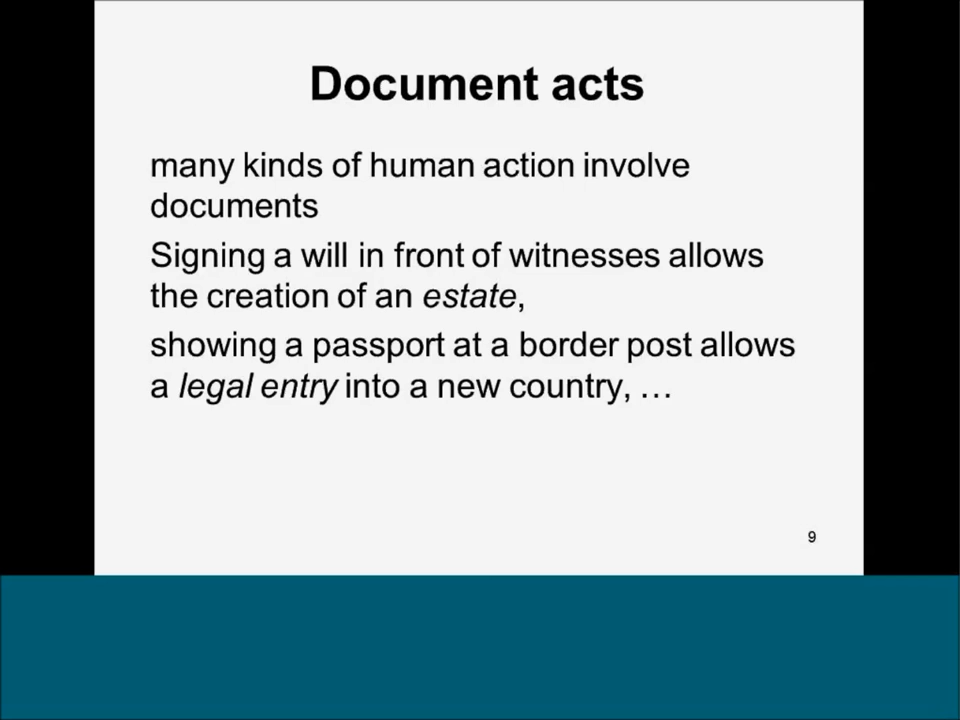 Document acts
many kinds of human action involve
documents
Signing a will in front of witnesses allows
the creation of an estate,
showing a passport at a border post allows
a legal entry into a new country, …
9